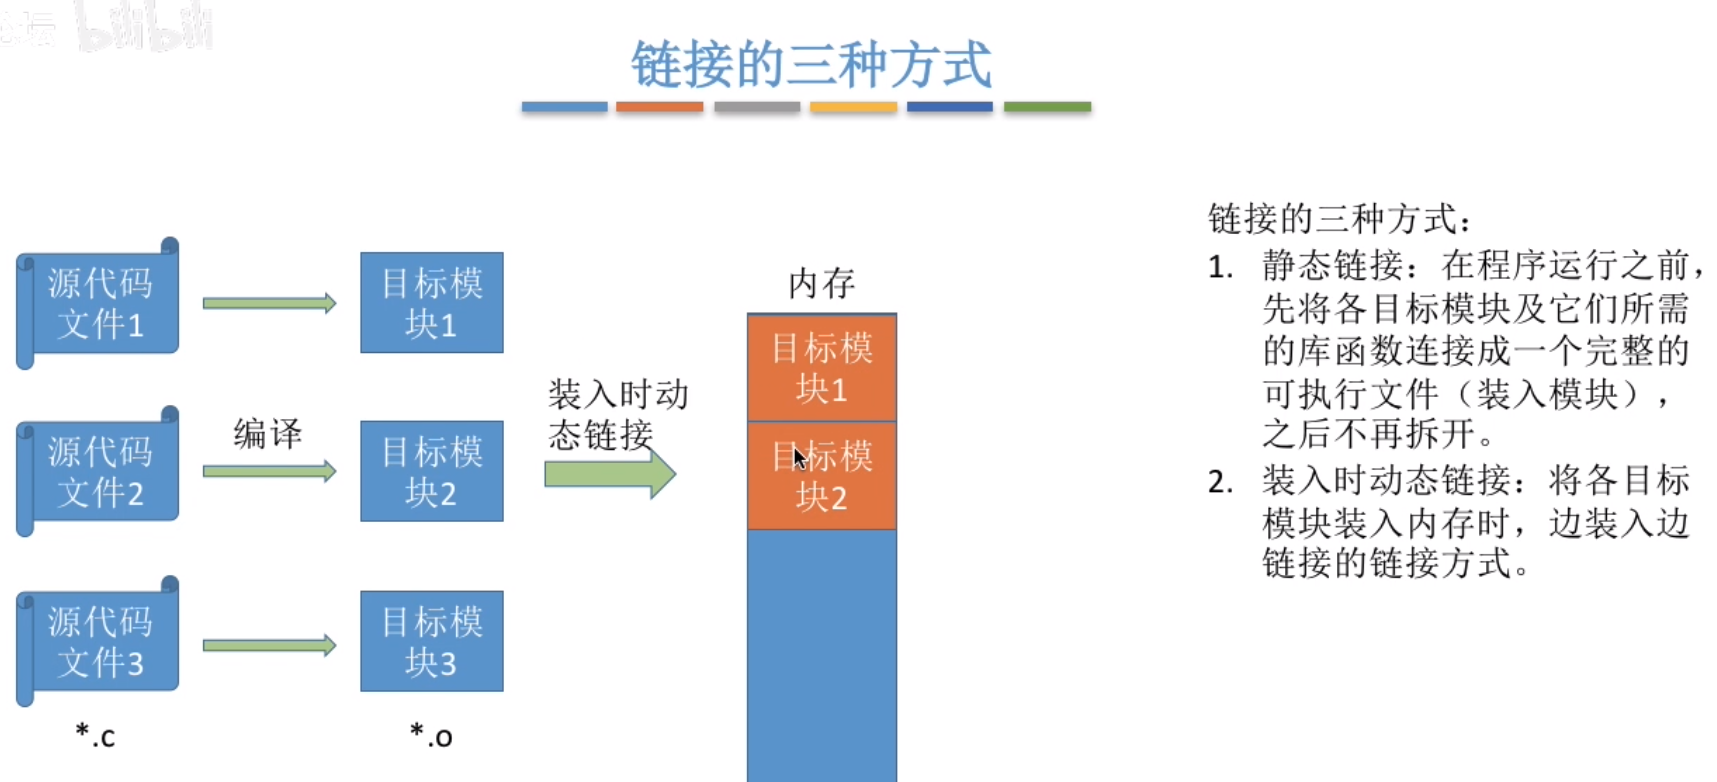 坛 bilibili
链接的三种方式
源代码
文件1
目标模
块1
源代码
文件2
编译
目标模
块2
源代码
文件3
目标模
块3
*.c
*.o
装入时动
态链接
内存
目标模
块1
目标模
块2
链接的三种方式：
1. 静态链接：在程序运行之前，
先将各目标模块及它们所需
的库函数连接成一个完整的
可执行文件（装入模块），
之后不再拆开。
2. 装入时动态链接：将各目标
模块装入内存时，边装入边
链接的链接方式。